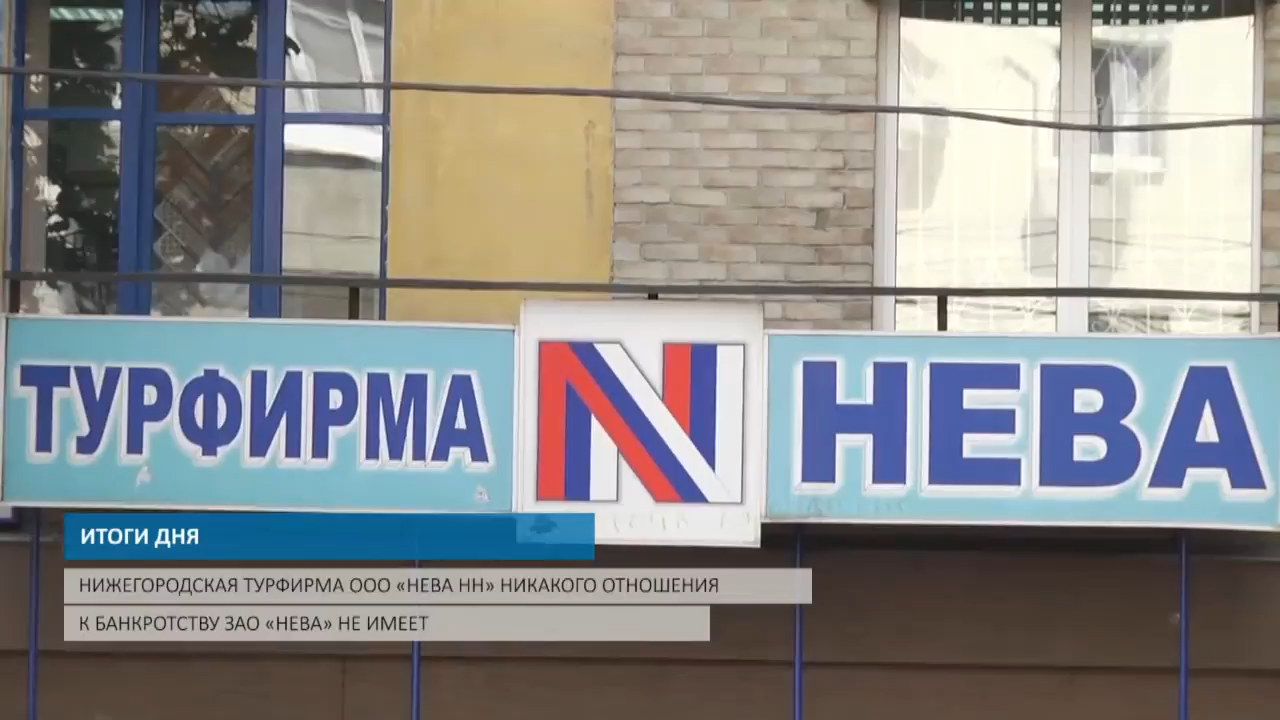 ТУРФИРМА N НЕВА
ИТОГИ ДНЯ
НИЖЕГОРОДСКАЯ ТУРФИРМА ООО «НЕВА НН» НИКАКОГО ОТНОШЕНИЯ
К БАНКРОТСТВУ ЗАО «НЕВА» НЕ ИМЕЕТ